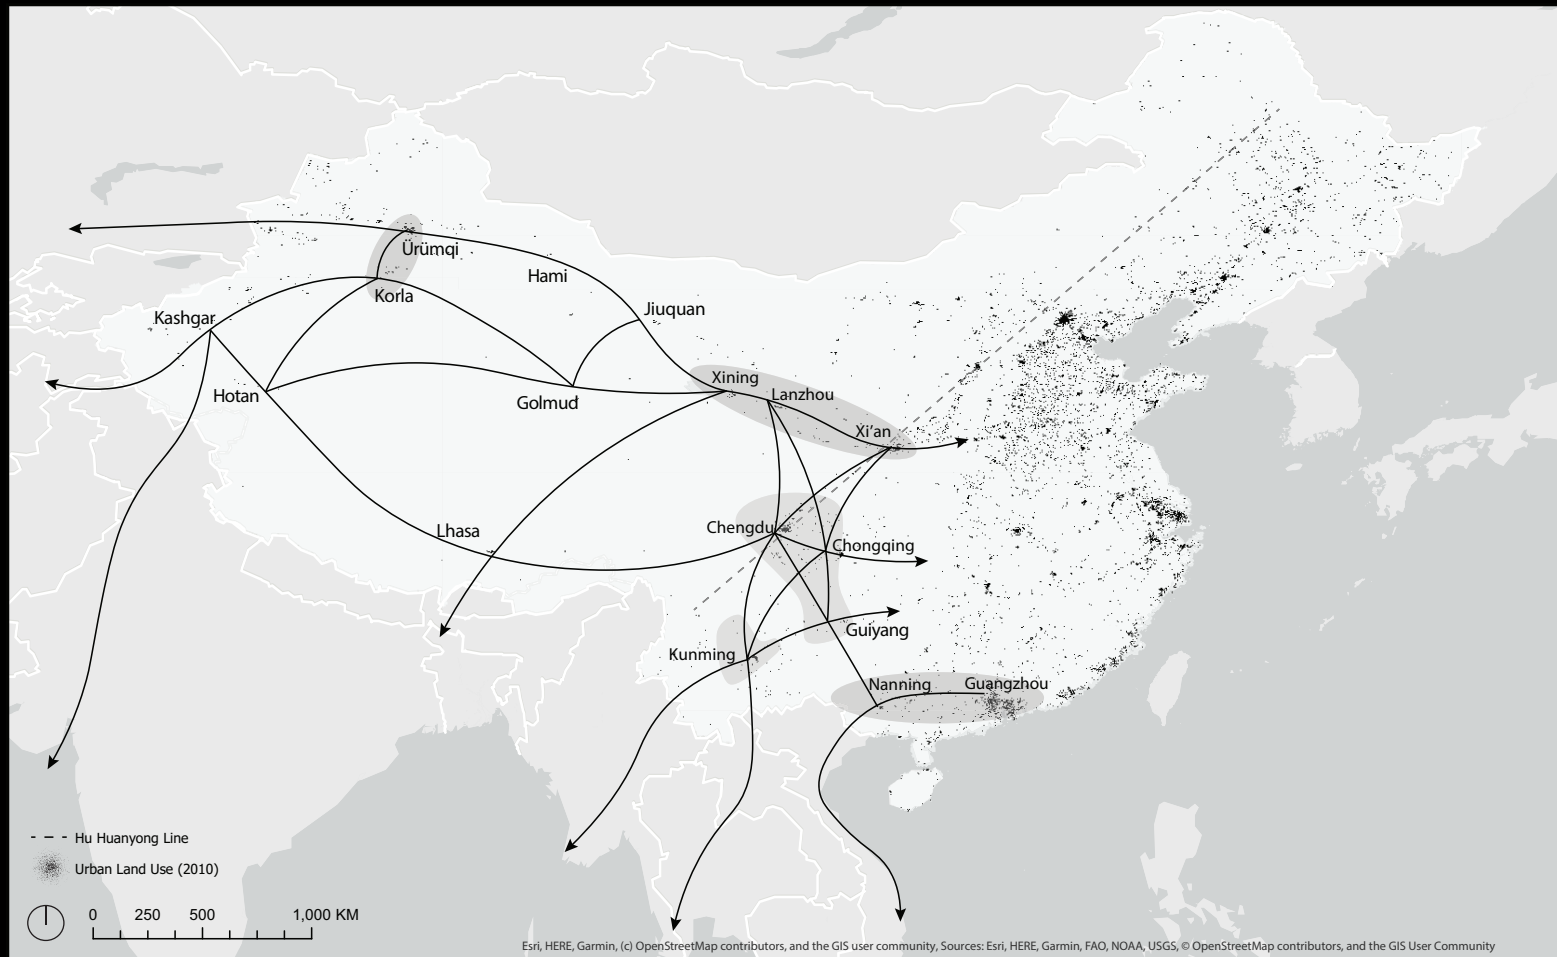 Ürümqi
Hami
Korla
Jiuquan
Kashgar
Xining
Lanzhou
Hotan
Golmud
Xi'an
Chengdu
Lhasa
Chongqing
Guiyang
Kunming
Nanning
Guangzhou
Hu Huanyong Line
Urban Land Use (2010)
0 250 500 1,000 KM
Esri, HERE, Garmin, (c) OpenStreetMap contributors, and the GIS user community, Sources: Esri, HERE, Garmin, FAO, NOAA, USGS, © OpenStreetMap contributors, and the GIS User Community